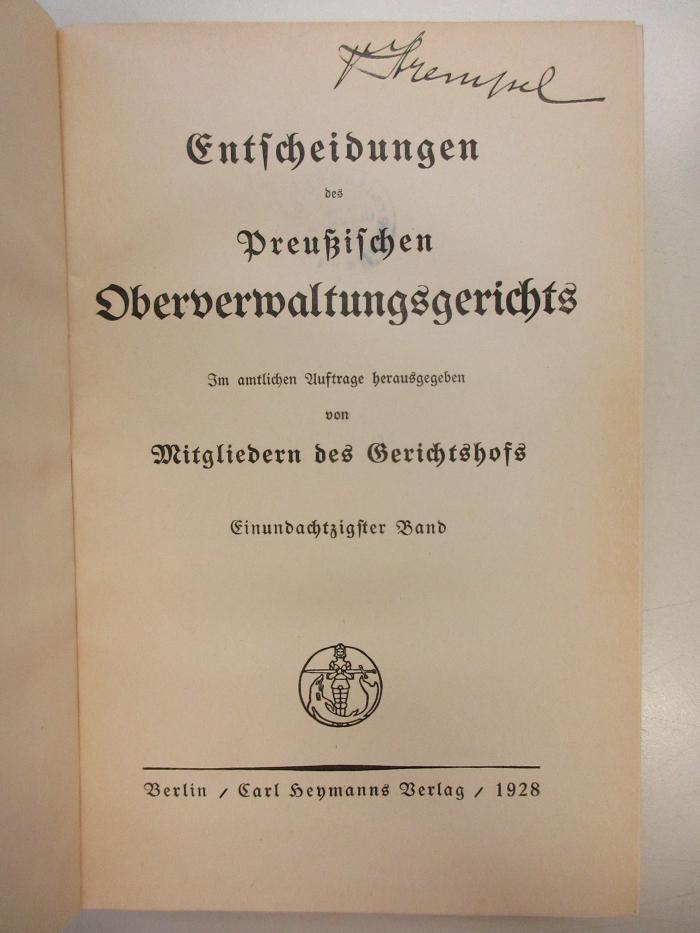 Entscheidungen
des
Preußischen
Oberverwaltungsgerichts
Im amtlichen Auftrage herausgegeben
von
Mitgliedern des Gerichtshofs
Einundachtzigster Band
Berlin / Carl Heymanns Verlag / 1928